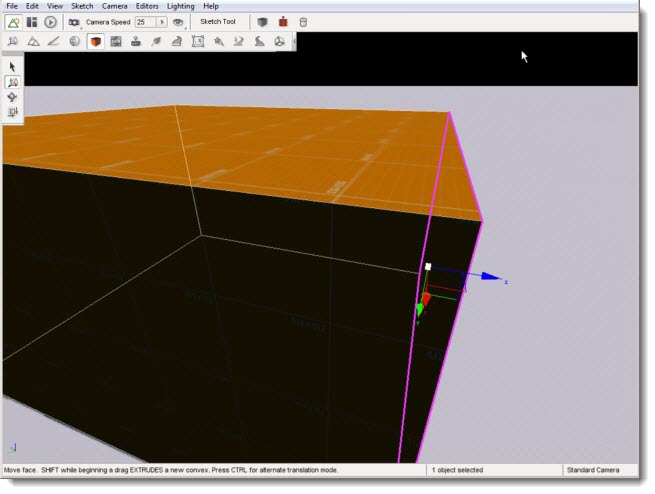 File Edit View Sketch Camera Editors Lighting Help
Camera Speed 25 Sketch Tool
z
Move face. SHIFT while beginning a drag EXTRUDES a new convex. Press CTRL for alternate translation mode. 1 object selected Standard Camera